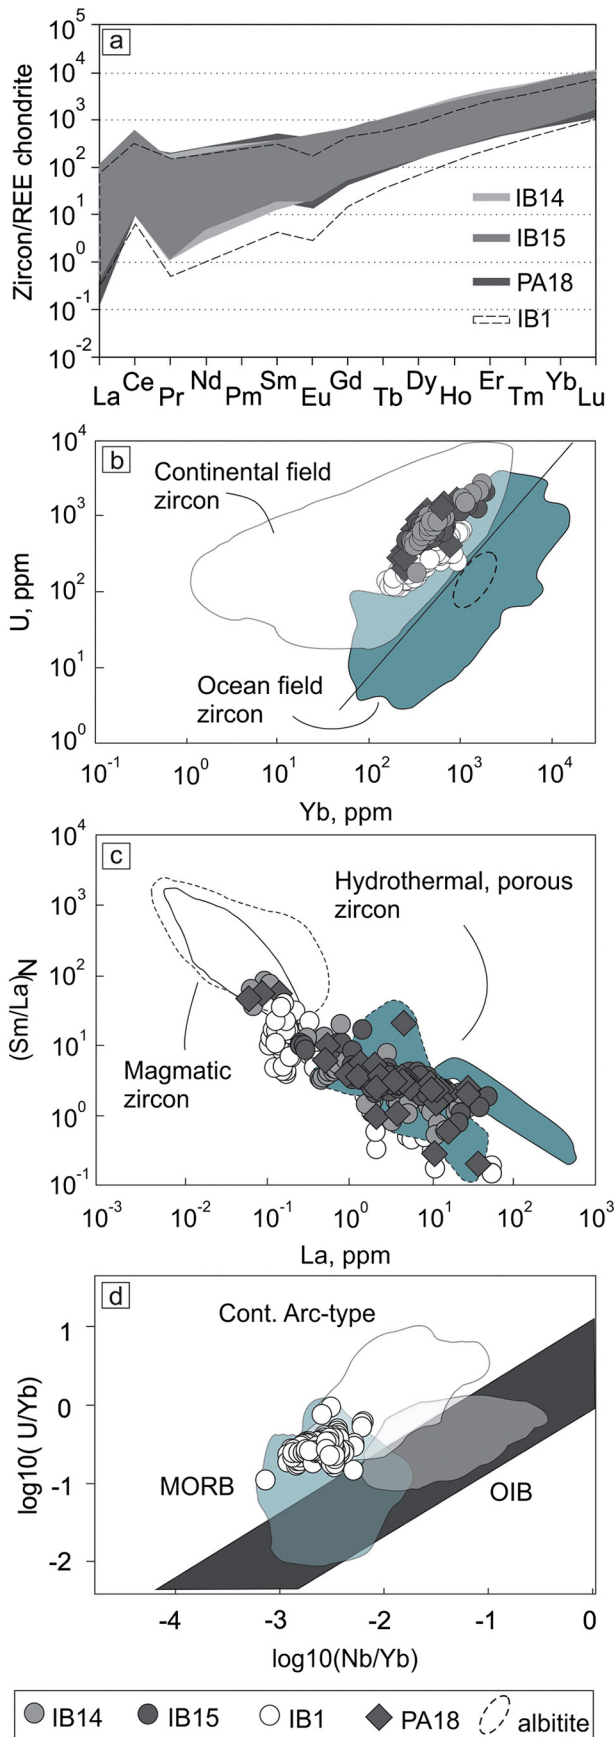 a
10^5
10^4
10^3
10^2
10^1
10^0
10^-1
10^-2
Zircon/REE chondrite
IB14
IB15
PA18
IB1
La Ce Pr Nd Pm Sm Eu Gd Tb Dy Ho Er Tm Yb Lu
b
10^4
10^3
10^2
10^1
10^0
U, ppm
Continental field
zircon
Ocean field
zircon
10^-1 10^0 10^1 10^2 10^3 10^4
Yb, ppm
c
10^4
10^3
10^2
10^1
10^0
10^-1
(Sm/La)N
Hydrothermal, porous
zircon
Magmatic
zircon
10^-3 10^-2 10^-1 10^0 10^1 10^2 10^3
La, ppm
d
1
0
-1
-2
log10( U/Yb)
Cont. Arc-type
MORB
OIB
-4 -3 -2 -1 0
log10(Nb/Yb)
IB14 IB15 IB1 PA18 albitite